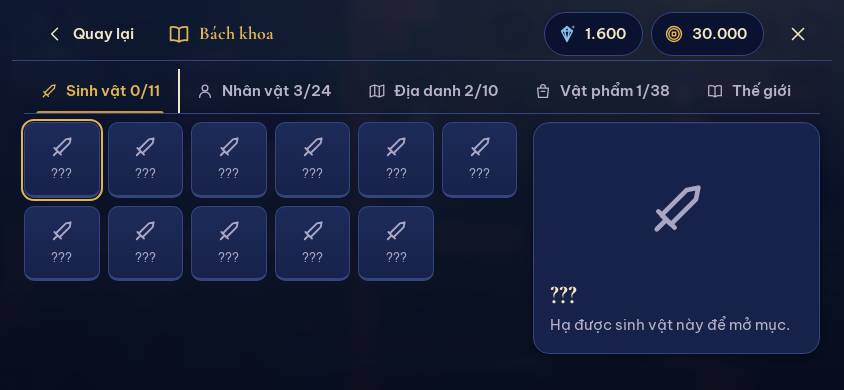 Quay lại
Bách khoa
1.600
30.000
Sinh vật 0/11
Nhân vật 3/24
Địa danh 2/10
Vật phẩm 1/38
Thế giới
???
???
???
???
???
???
???
???
???
???
???
???
Hạ được sinh vật này để mở mục.